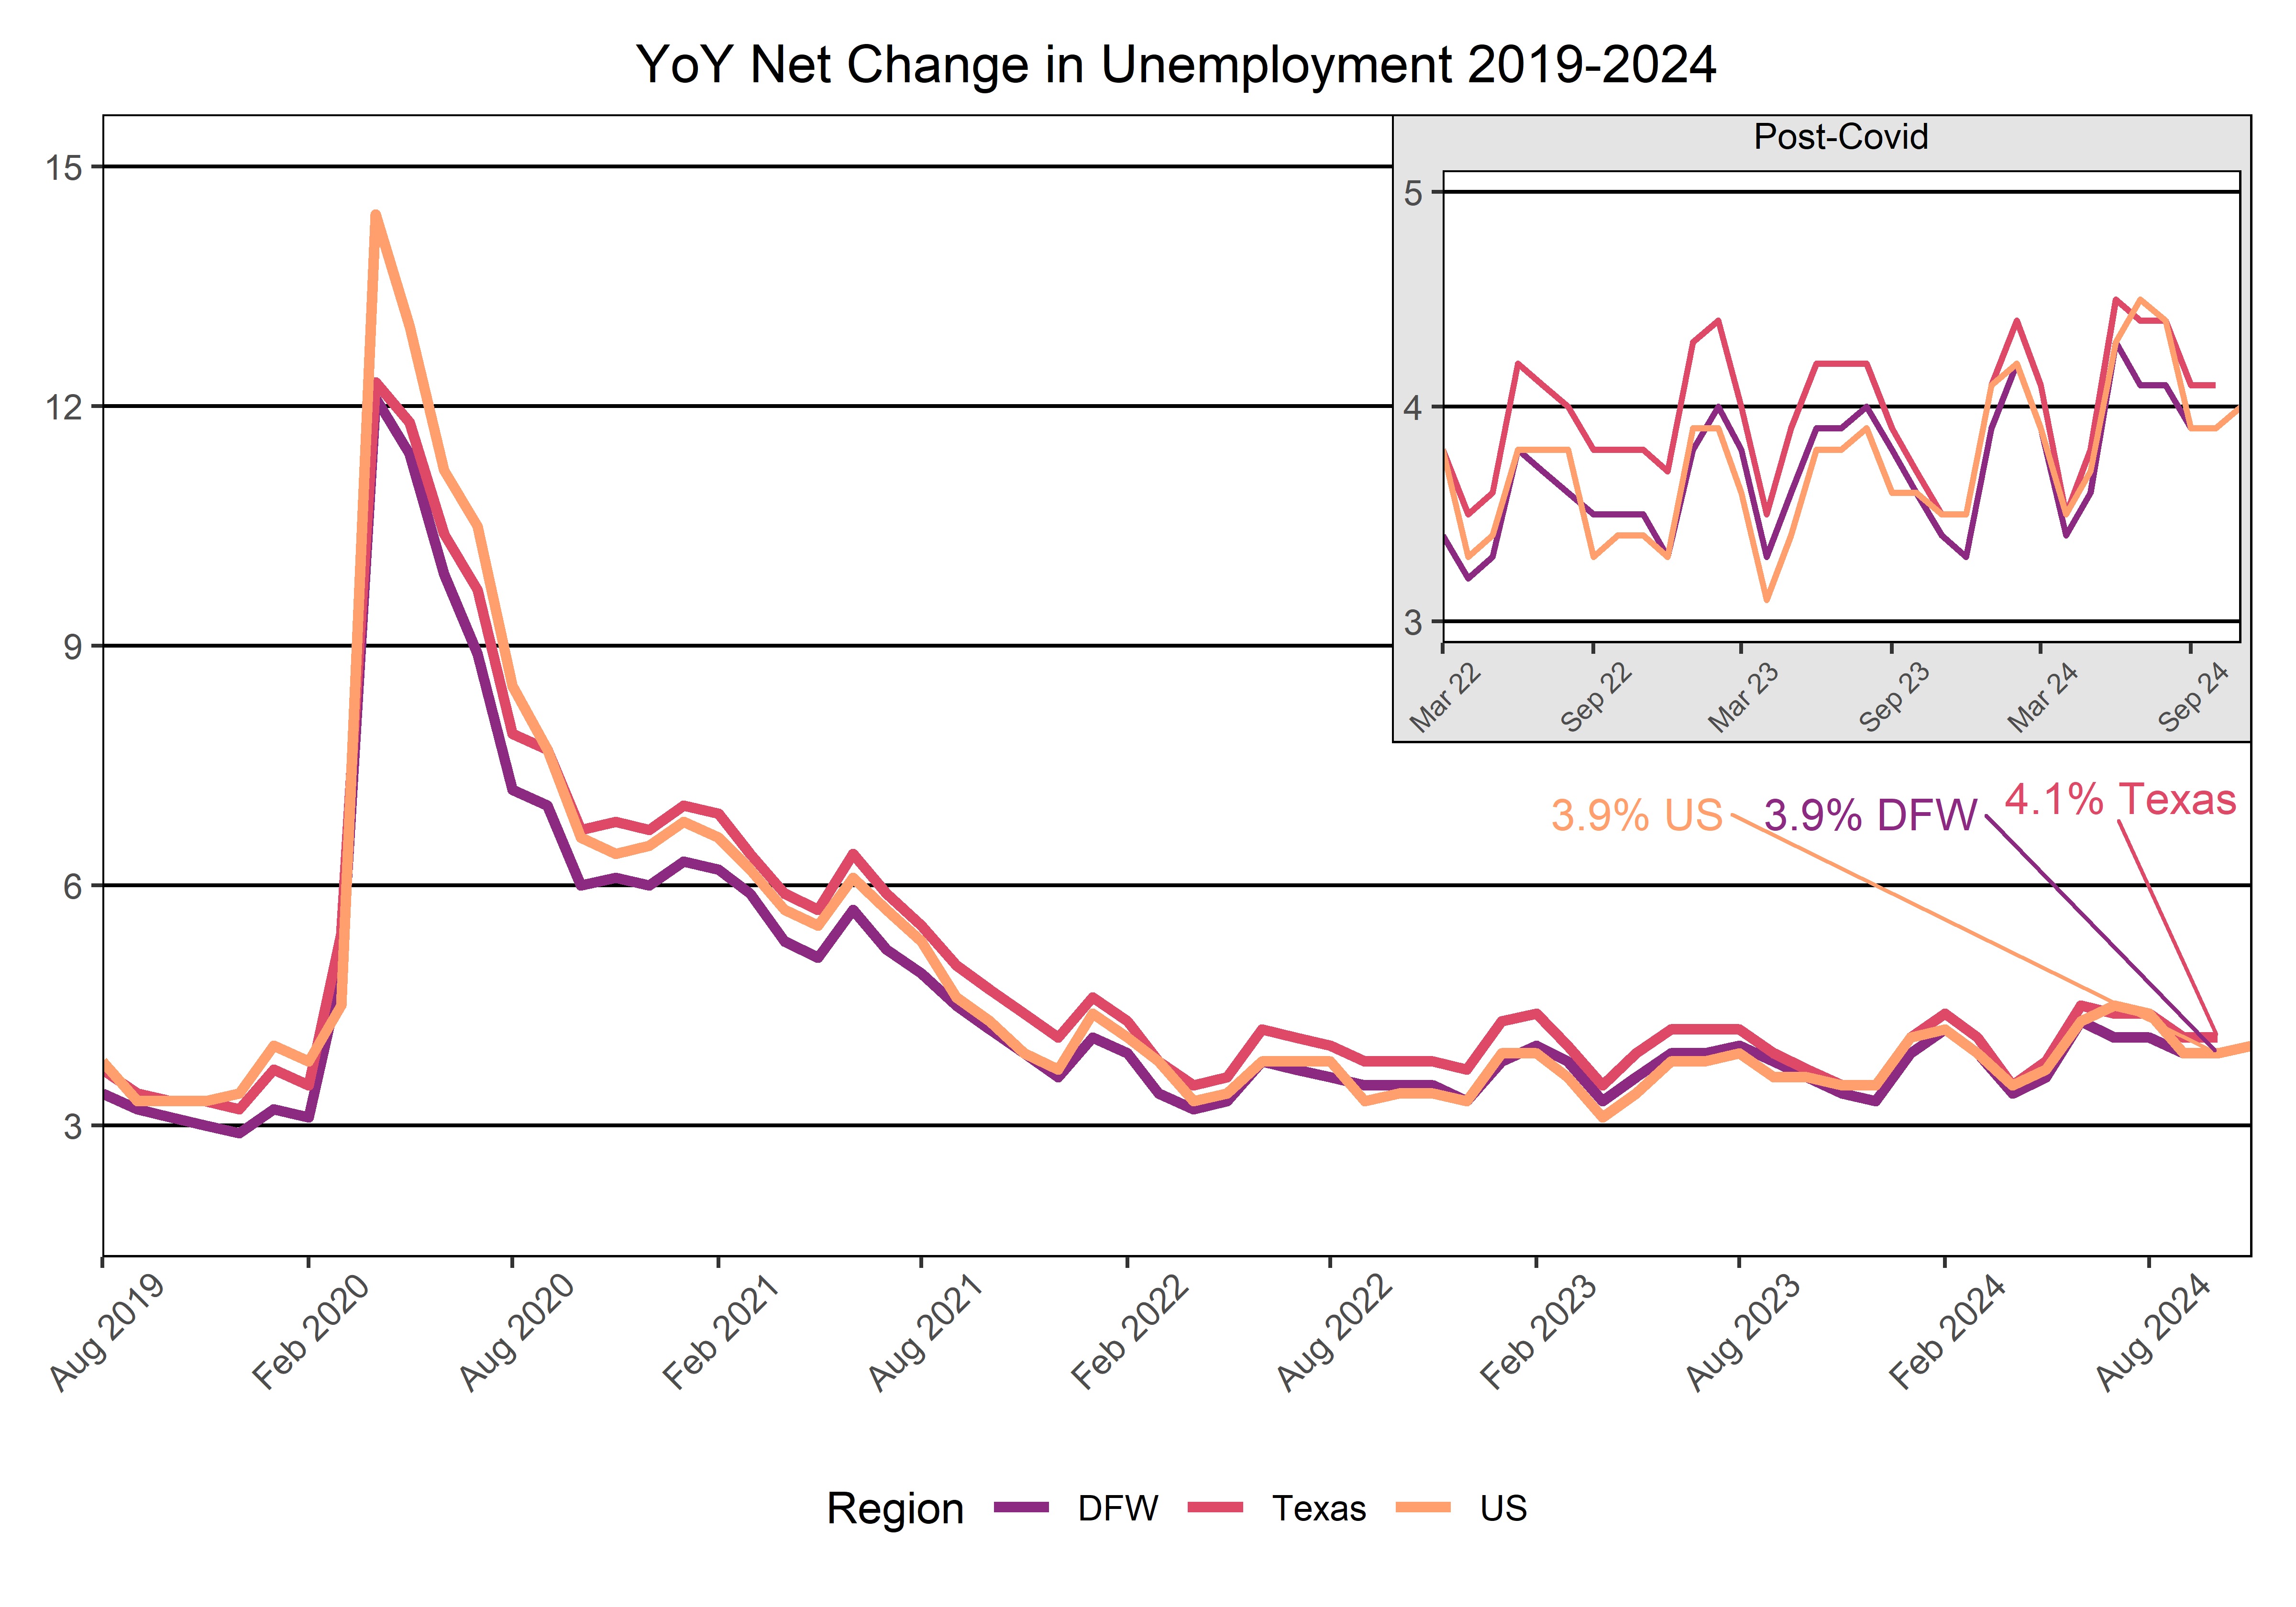 YoY Net Change in Unemployment 2019-2024
Post-Covid
15
12
9
6
3
5
4
3
Mar 22
Sep 22
Mar 23
Sep 23
Mar 24
Sep 24
3.9% US
3.9% DFW
4.1% Texas
Aug 2019
Feb 2020
Aug 2020
Feb 2021
Aug 2021
Feb 2022
Aug 2022
Feb 2023
Aug 2023
Feb 2024
Aug 2024
Region DFW Texas US